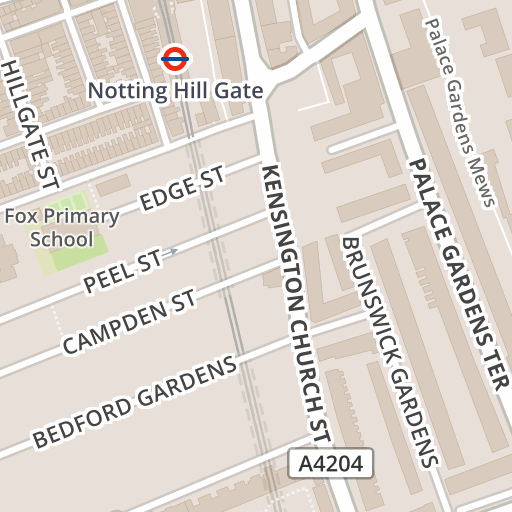 Notting Hill Gate
HILLGATE ST
Palace Gardens Mews
EDGE ST
Fox Primary
School
PEEL ST
CAMPDEN ST
BEDFORD GARDENS
KENSINGTON CHURCH ST
BRUNSWICK GARDENS
PALACE GARDENS TER
A4204